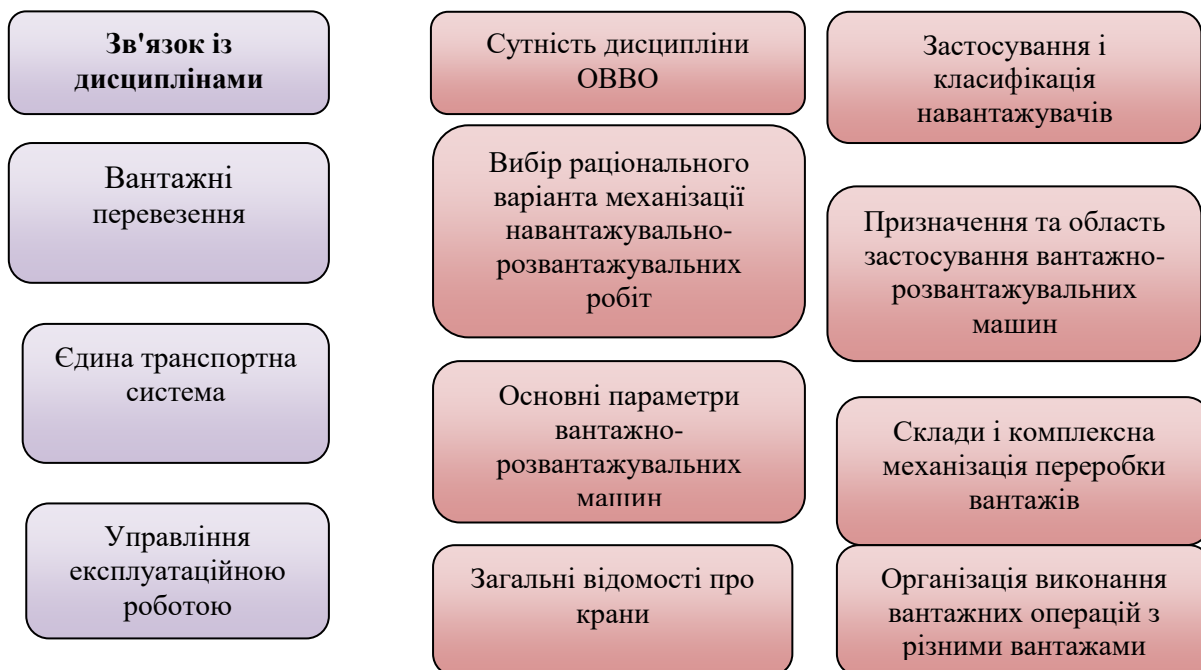 Зв'язок із
дисциплінами
Вантажні
перевезення
Єдина транспортна
система
Управління
експлуатаційною
роботою
Сутність дисципліни
ОВВО
Вибір раціонального
варіанта механізації
навантажувально-
розвантажувальних
робіт
Основні параметри
вантажно-
розвантажувальних
машин
Загальні відомості про
крани
Застосування і
класифікація
навантажувачів
Призначення та область
застосування вантажно-
розвантажувальних
машин
Склади і комплексна
механізація переробки
вантажів
Організація виконання
вантажних операцій з
різними вантажами